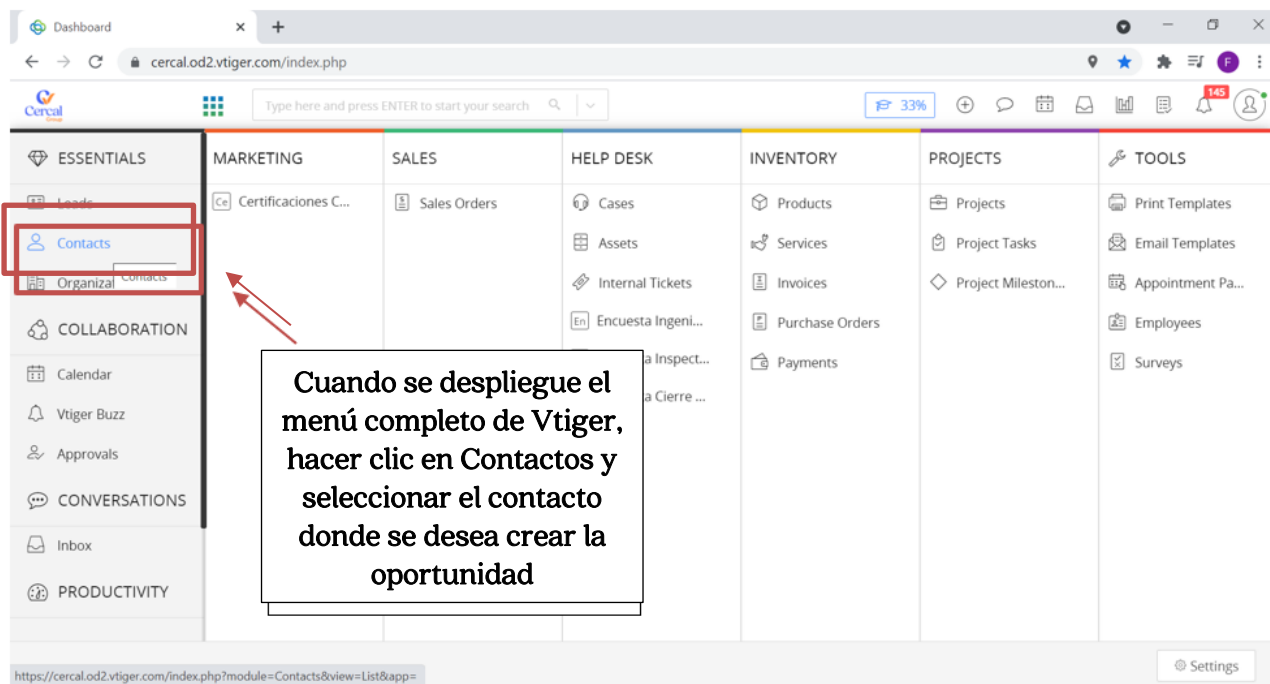 Dashboard
cercal.od2.vtiger.com/index.php
F
Cercal
Group
Type here and press ENTER to start your search
33%
145
ESSENTIALS
Leads
Contacts
Organiza
Contacts
COLLABORATION
Calendar
Vtiger Buzz
Approvals
CONVERSATIONS
Inbox
PRODUCTIVITY
MARKETING
Ce Certificaciones C...
SALES
Sales Orders
HELP DESK
Cases
Assets
Internal Tickets
En Encuesta Ingeni...
a Inspect...
a Cierre ...
INVENTORY
Products
Services
Invoices
Purchase Orders
Payments
PROJECTS
Projects
Project Tasks
Project Mileston...
TOOLS
Print Templates
Email Templates
Appointment Pa...
Employees
Surveys
Cuando se despliegue el
menú completo de Vtiger,
hacer clic en Contactos y
seleccionar el contacto
donde se desea crear la
oportunidad
Settings
https://cercal.od2.vtiger.com/index.php?module=Contacts&view=List&app=